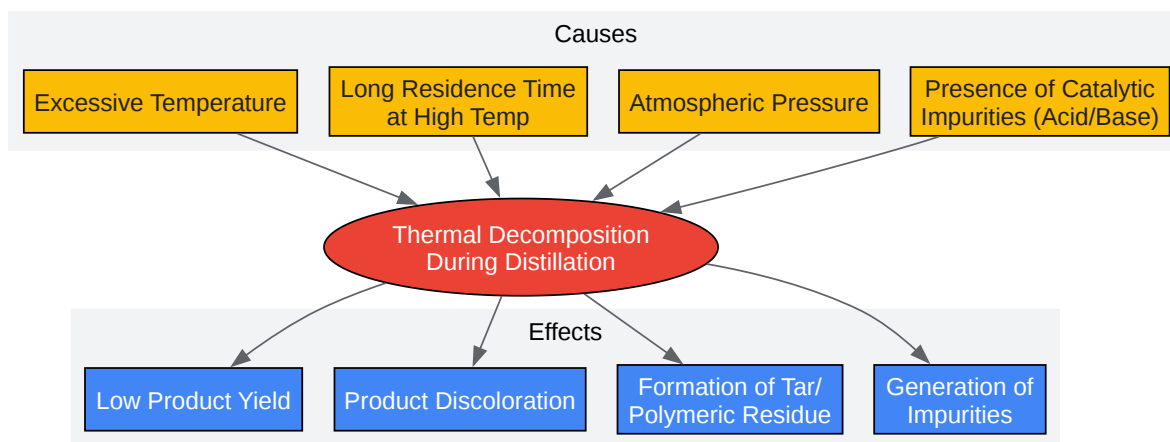 Causes
Excessive Temperature
Long Residence Time
at High Temp
Atmospheric Pressure
Presence of Catalytic
Impurities (Acid/Base)
Thermal Decomposition
During Distillation
Effects
Low Product Yield
Product Discoloration
Formation of Tar/
Polymeric Residue
Generation of
Impurities